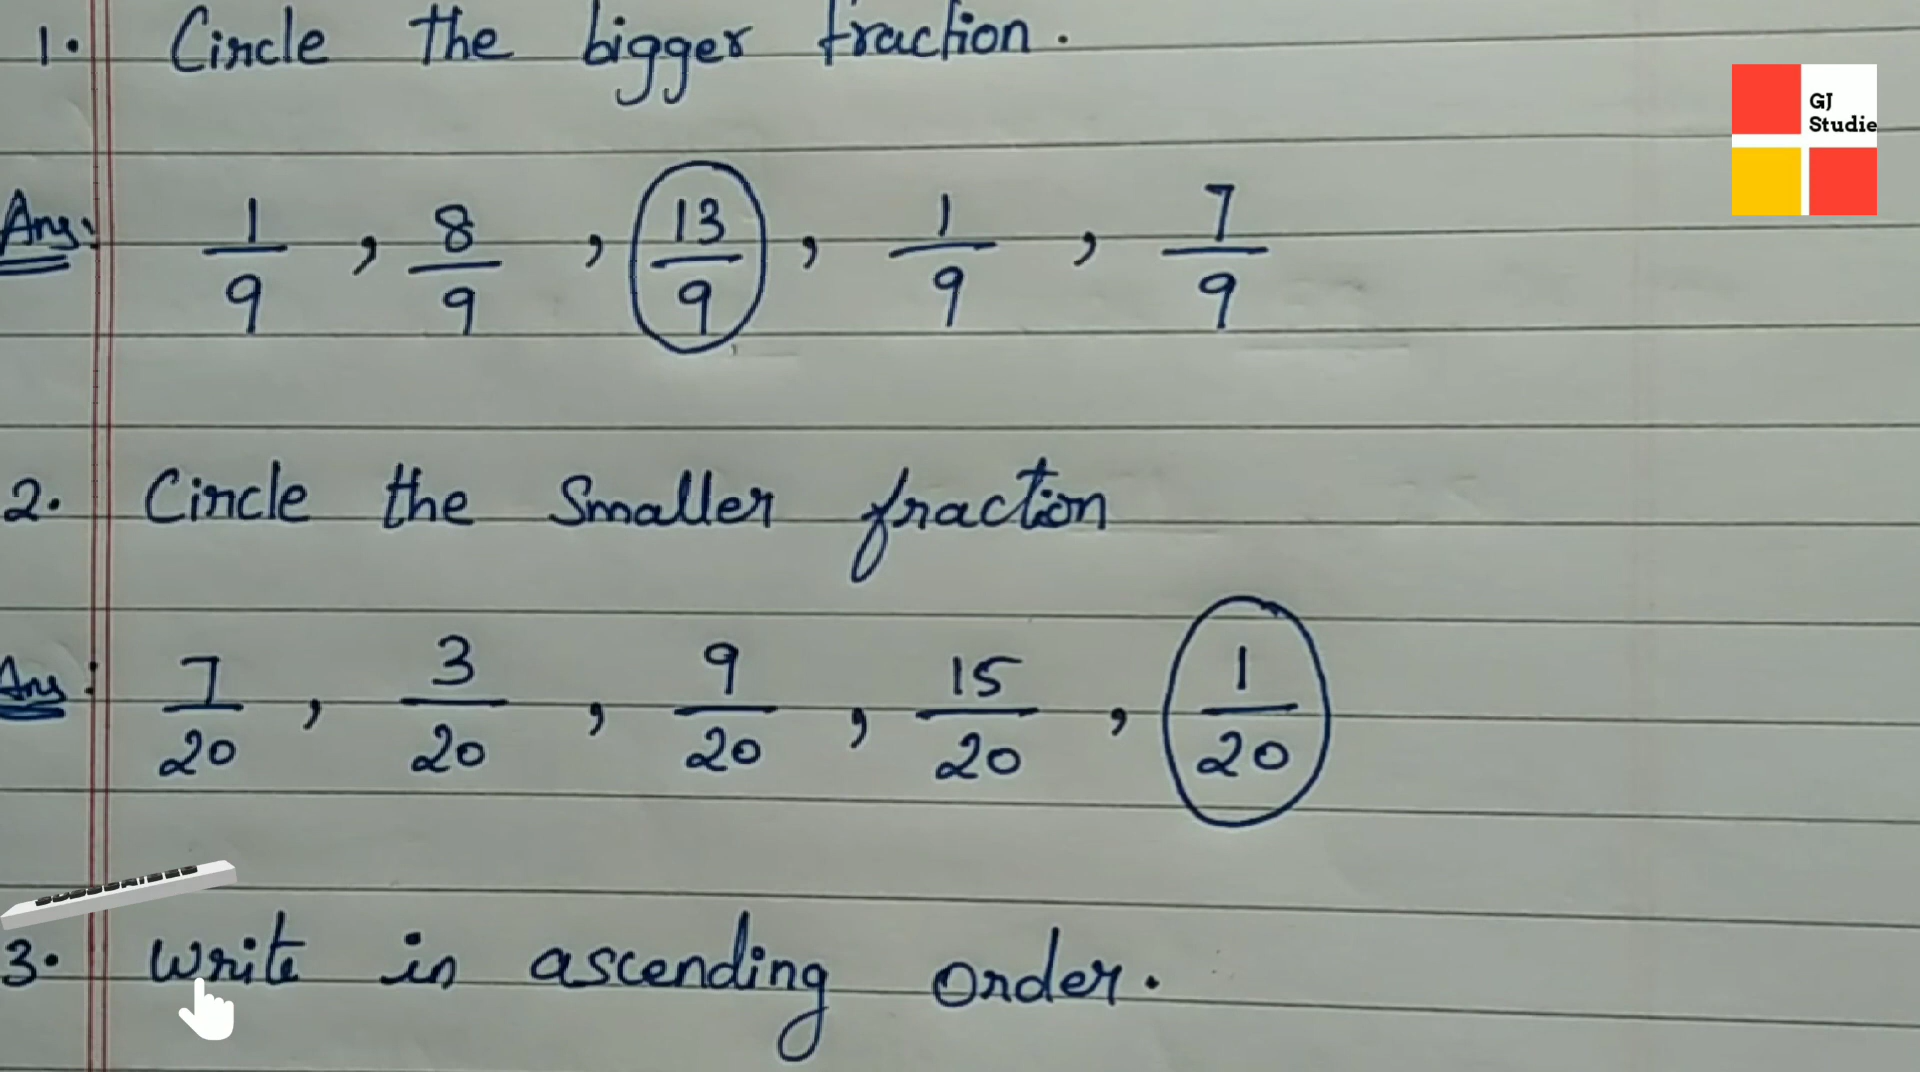 1. Circle the bigger fraction.
GJ
Studie
Ans: 1/9 , 8/9 , 13/9 , 1/9 , 7/9
2. Circle the Smaller fraction
Ans: 7/20 , 3/20 , 9/20 , 15/20 , 1/20
3. Write in ascending order.